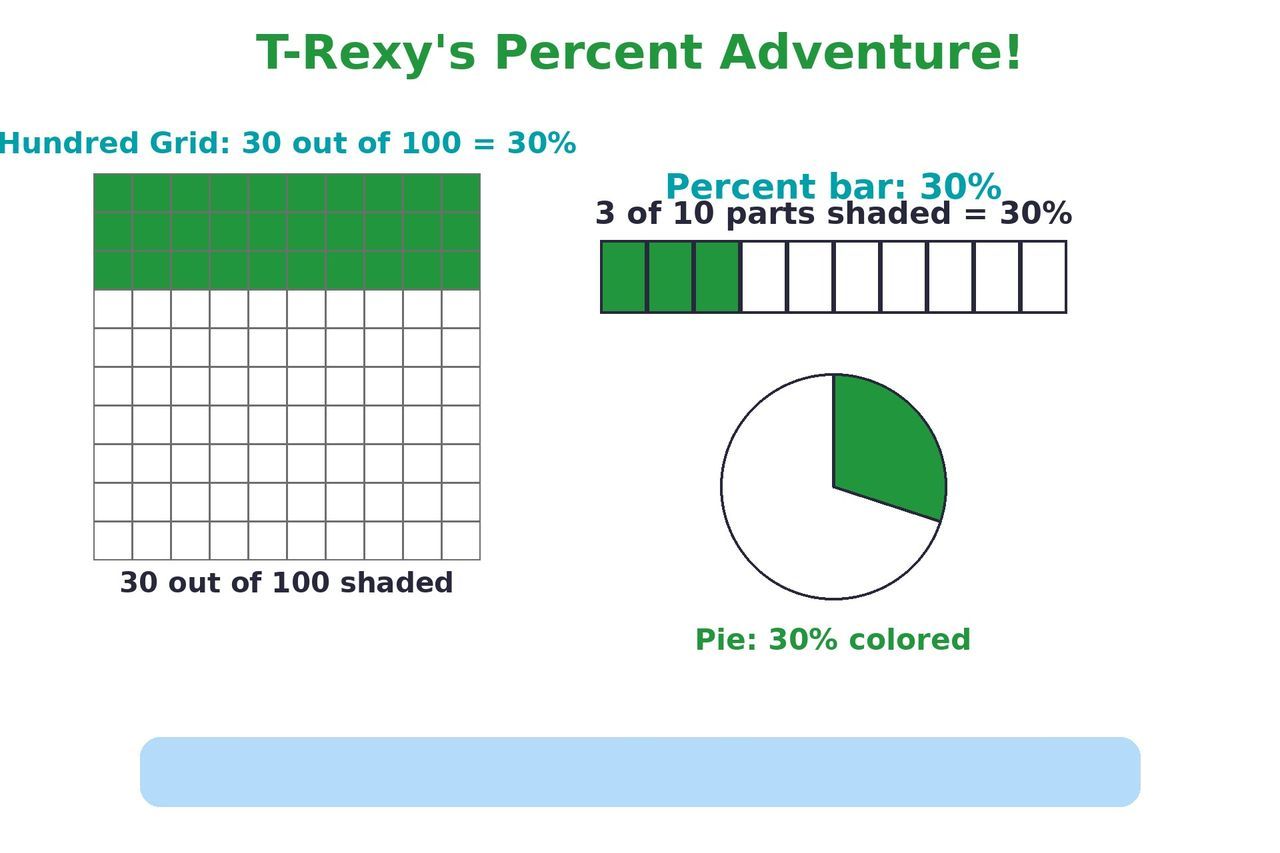 T-Rexy's Percent Adventure!
Hundred Grid: 30 out of 100 = 30%
30 out of 100 shaded
Percent bar: 30%
3 of 10 parts shaded = 30%
Pie: 30% colored